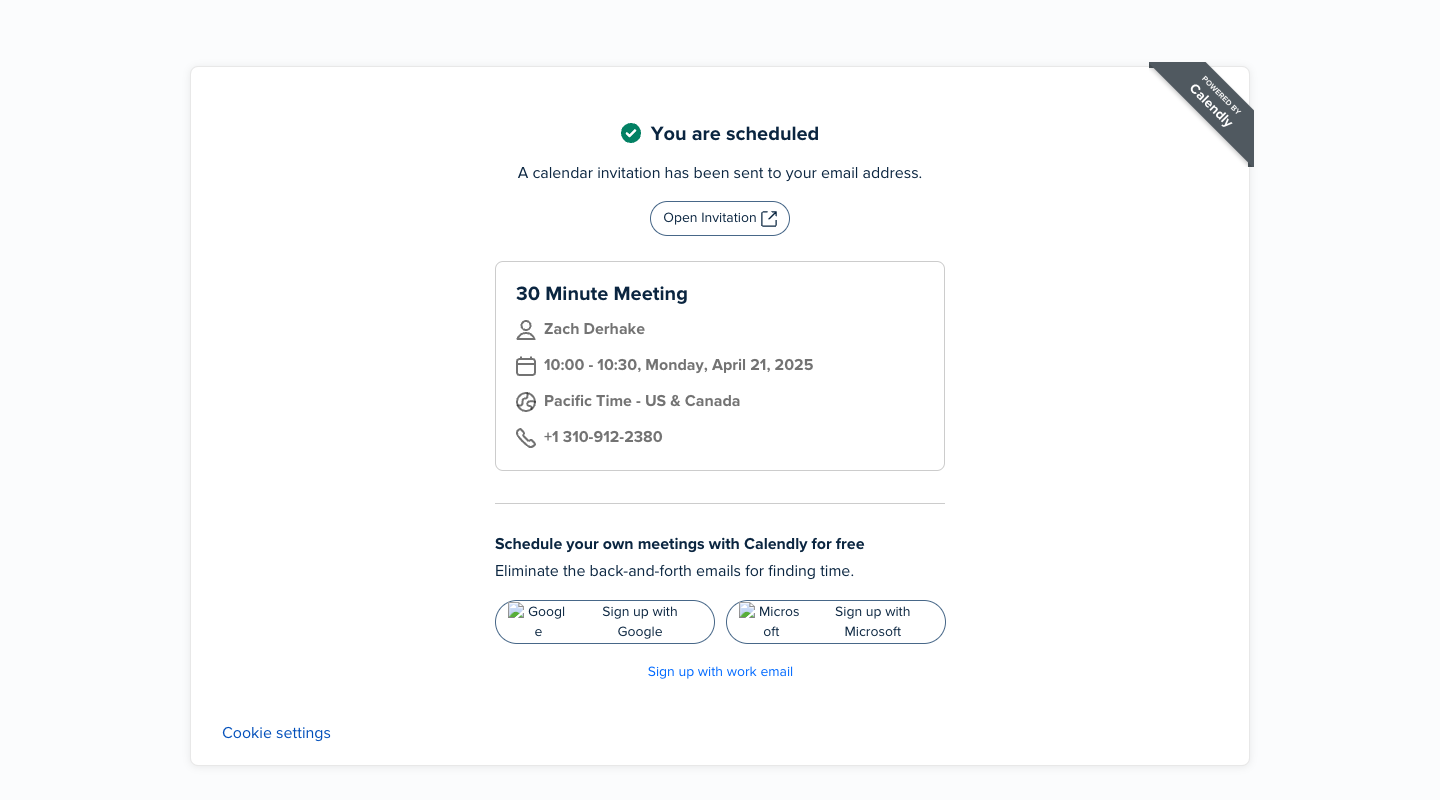 POWERED BY
Calendly
You are scheduled
A calendar invitation has been sent to your email address.
Open Invitation
30 Minute Meeting
Zach Derhake
10:00 - 10:30, Monday, April 21, 2025
Pacific Time - US & Canada
+1 310-912-2380
Schedule your own meetings with Calendly for free
Eliminate the back-and-forth emails for finding time.
Googl
e
Sign up with
Google
Micros
oft
Sign up with
Microsoft
Sign up with work email
Cookie settings